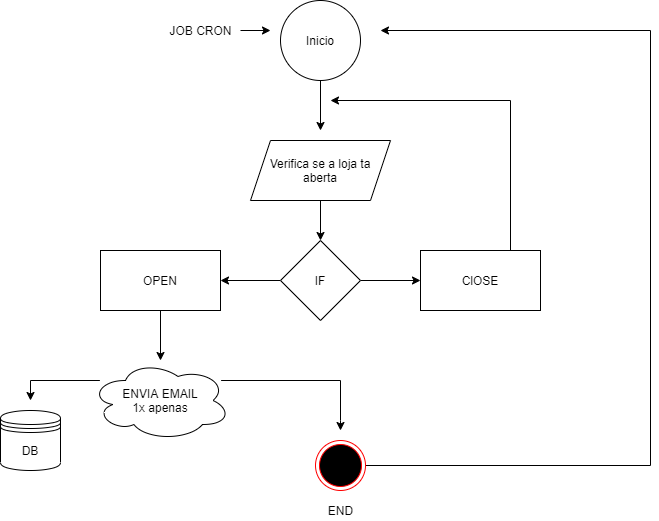 JOB CRON
Inicio
Verifica se a loja ta
aberta
OPEN
IF
ClOSE
ENVIA EMAIL
1x apenas
DB
END